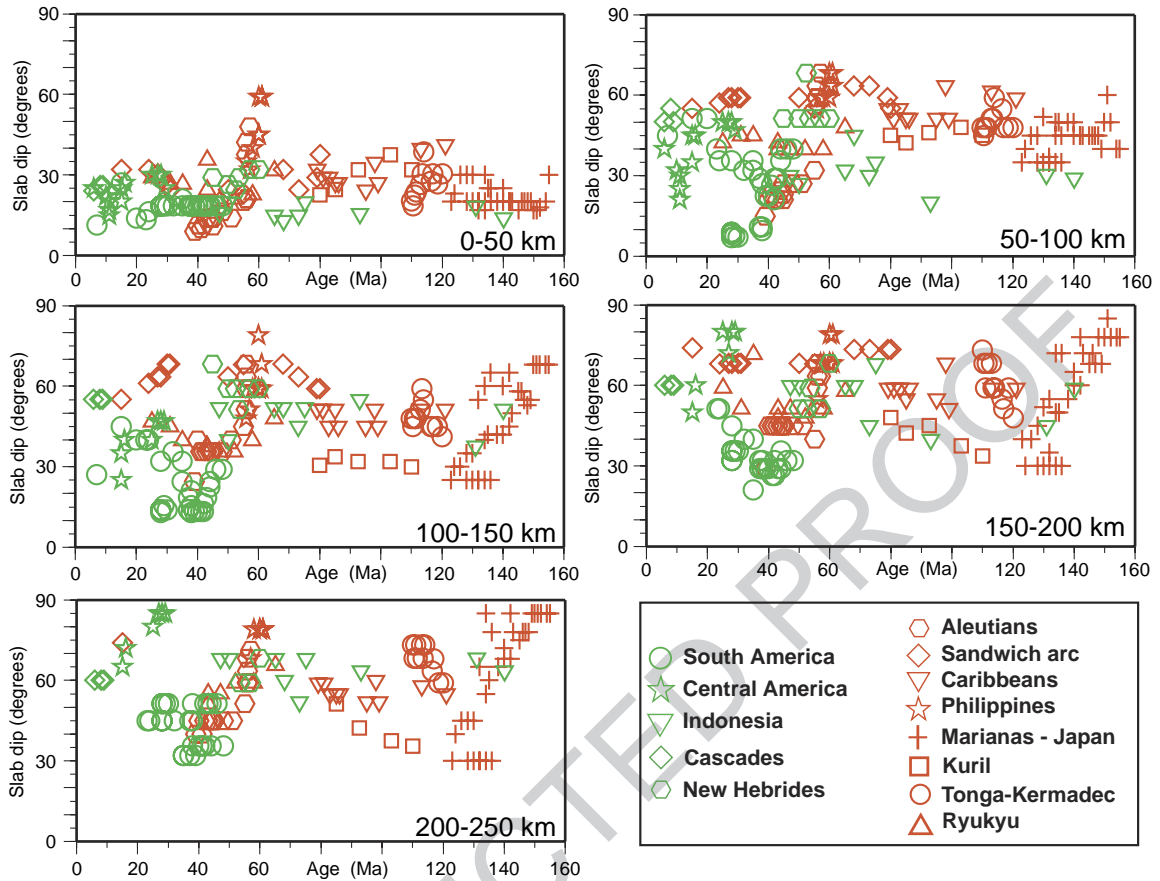 90
60
30
0
Slab dip (degrees)
0-50 km
0 20 40 60 Age (Ma) 120 140 160
90
60
30
0
Slab dip (degrees)
50-100 km
0 20 40 60 Age (Ma) 120 140 160
90
60
30
0
Slab dip (degrees)
100-150 km
0 20 40 60 Age (Ma) 120 140 160
90
60
30
0
Slab dip (degrees)
150-200 km
0 20 40 60 Age (Ma) 120 140 160
90
60
30
0
Slab dip (degrees)
200-250 km
0 20 40 60 Age (Ma) 120 140 160
South America
Central America
Indonesia
Cascades
New Hebrides
Aleutians
Sandwich arc
Caribbeans
Philippines
Marianas - Japan
Kuril
Tonga-Kermadec
Ryukyu
CTED PROOF